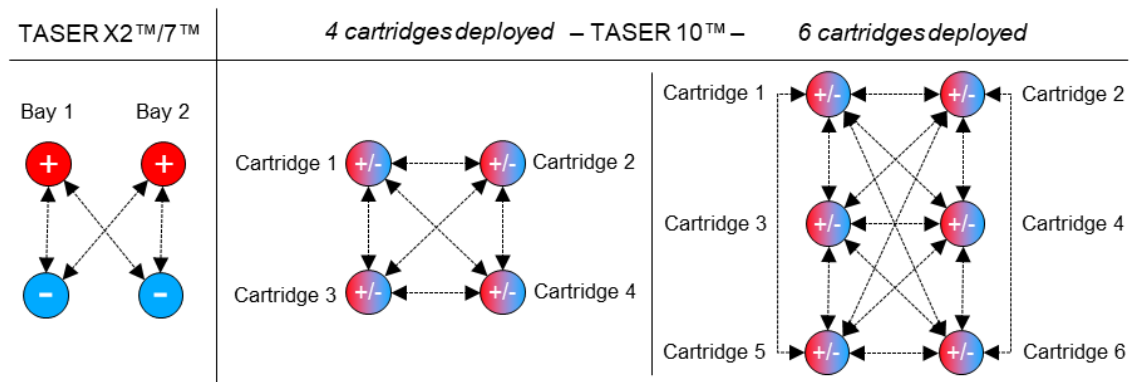 TASER X2™/7™
4 cartridges deployed – TASER 10™ – 6 cartridges deployed
Bay 1 Bay 2
+ +
- -
Cartridge 1 +/- +/- Cartridge 2
Cartridge 3 +/- +/- Cartridge 4
Cartridge 1 +/- +/- Cartridge 2
Cartridge 3 +/- +/- Cartridge 4
Cartridge 5 +/- +/- Cartridge 6